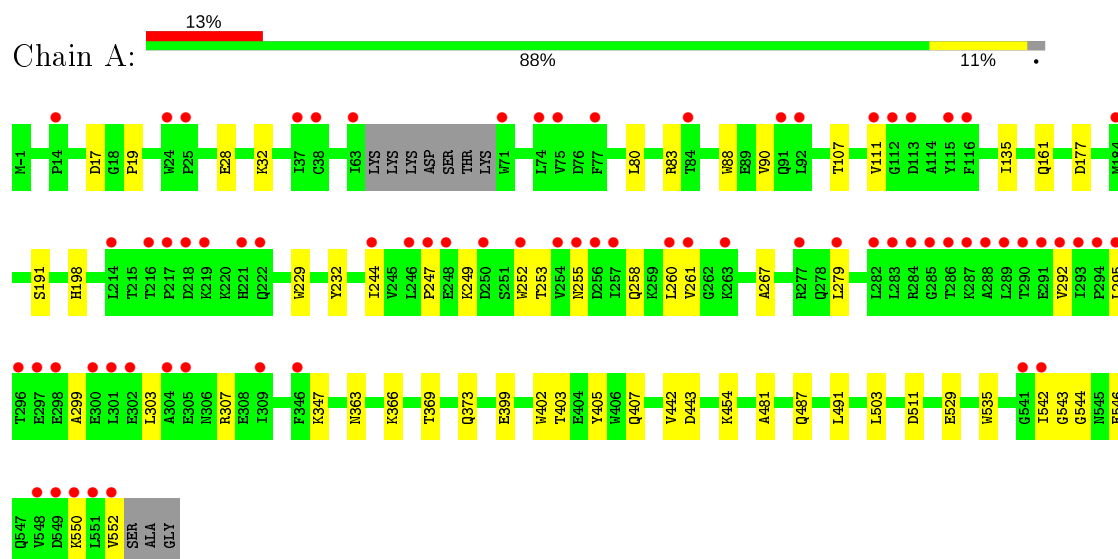 13%
Chain A:
88%
11%
•
M-1 P14 D17 G18 P19 W24 P25 E28 K32 I37 C38 I63 LYS LYS LYS ASP SER THR LYS W71 L74 V75 D76 F77 L80 R83 T84 W88 E89 V90 Q91 L92 T107 V111 G112 D113 A114 Y115 F116 I135 Q161 D177 M184
S191 H198 L214 T215 T216 P217 D218 K219 K220 H221 Q222 W229 Y232 I244 V245 L246 P247 E248 K249 D250 S251 W252 T253 V254 N255 D256 I257 Q258 K259 L260 V261 G262 K263 A267 R277 Q278 L279 L282 L283 R284 G285 T286 K287 A288 L289 T290 E291 V292 I293 P294 L295
T296 E297 E298 A299 E300 L301 E302 L303 A304 E305 N306 R307 E308 I309 F346 K347 N363 K366 T369 Q373 E399 W402 T403 E404 Y405 W406 Q407 V442 D443 K454 A481 Q487 L491 L503 D511 E529 W535 G541 I542 G543 G544 N545 E546
Q547 V548 D549 K550 L551 V552 SER ALA GLY